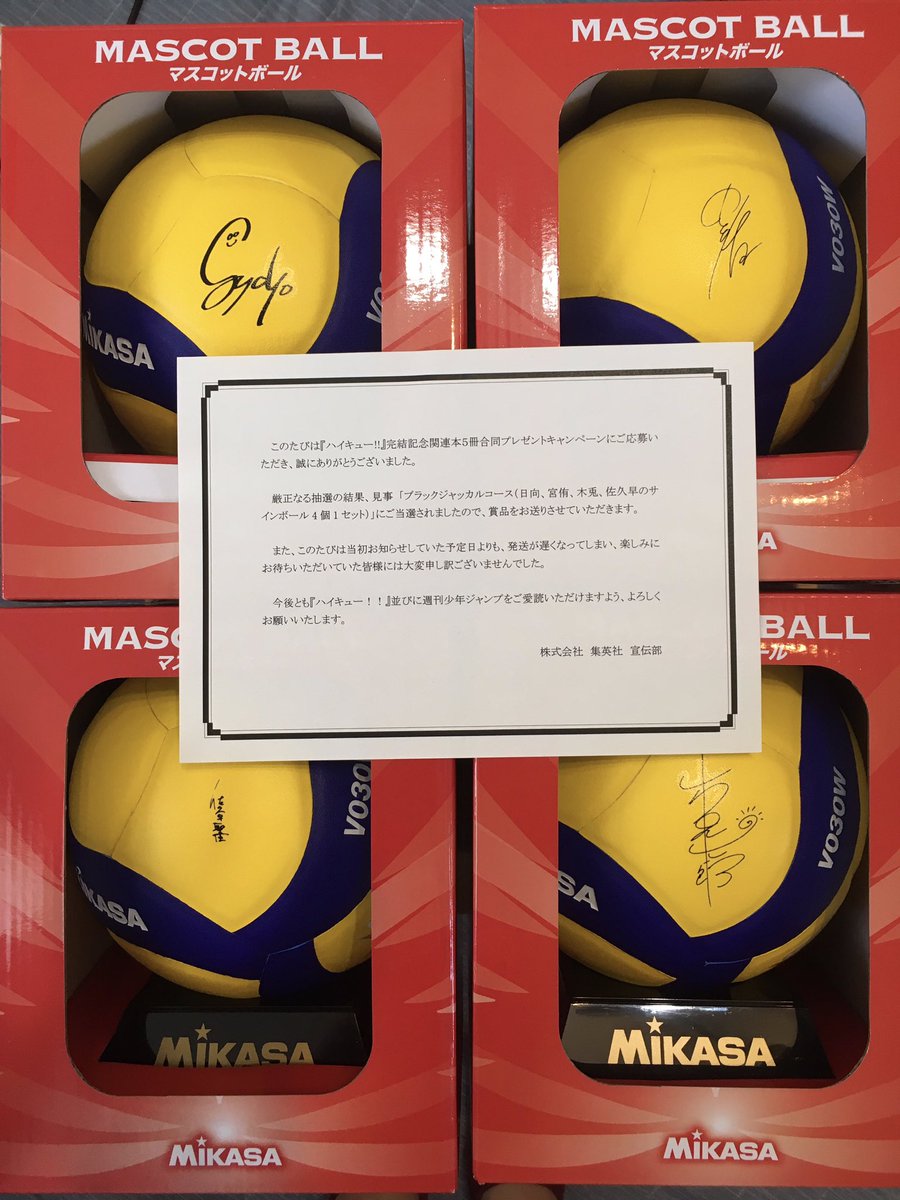 MASCOT BALL
マスコットボール
MASCOT BALL
マスコットボール
VO30W
MIKASA
このたびは『ハイキュー!!』完結記念関連本5冊合同プレゼントキャンペーンにご応募い
ただき、誠にありがとうございました。
厳正なる抽選の結果、見事「ブラックジャッカルコース(日向、宮侑、木兎、佐久早のサ
インボール4個1セット)」にご当選されましたので、賞品をお送りさせていただきます。
また、このたびは当初お知らせしていた予定日よりも、発送が遅くなってしまい、楽しみに
お待ちいただいていた皆様には大変申し訳ございませんでした。
今後とも『ハイキュー!!』並びに週刊少年ジャンプをご愛読いただけますよう、よろしく
お願いいたします。
株式会社 集英社 宣伝部
MASCOT
マス
BALL
ール
VO30W
VO30W
MIKASA
MIKASA
MIKASA
MIKASA
MIKASA